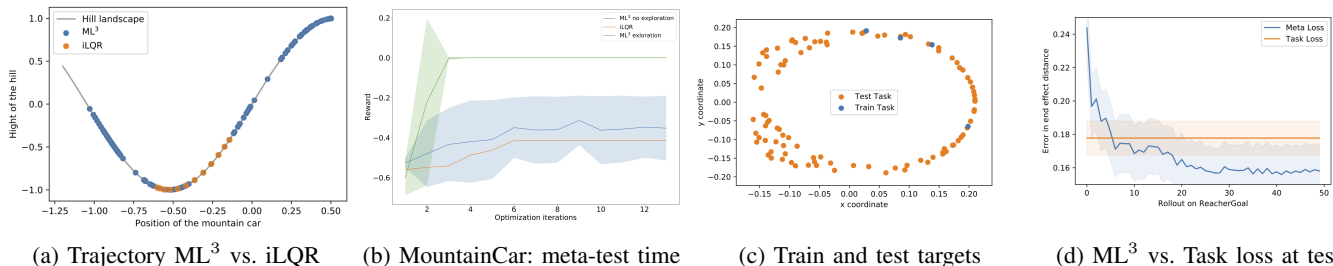 Hight of the hill
1.0
0.5
0.0
−0.5
−1.0
Hill landscape
ML³
iLQR
−1.25 −1.00 −0.75 −0.50 −0.25 0.00 0.25 0.50
Position of the mountain car
(a) Trajectory ML³ vs. iLQR
Reward
0.2
0.0
−0.2
−0.4
−0.6
ML³ no exploration
iLQR
ML³ exloration
2 4 6 8 10 12
Optimization iterations
(b) MountainCar: meta-test time
y coordinate
0.20
0.15
0.10
0.05
0.00
−0.05
−0.10
−0.15
−0.20
Test Task
Train Task
−0.15 −0.10 −0.05 0.00 0.05 0.10 0.15 0.20
x coordinate
(c) Train and test targets
Error in end effect distance
0.24
0.22
0.20
0.18
0.16
Meta Loss
Task Loss
0 10 20 30 40 50
Rollout on ReacherGoal
(d) ML³ vs. Task loss at tes